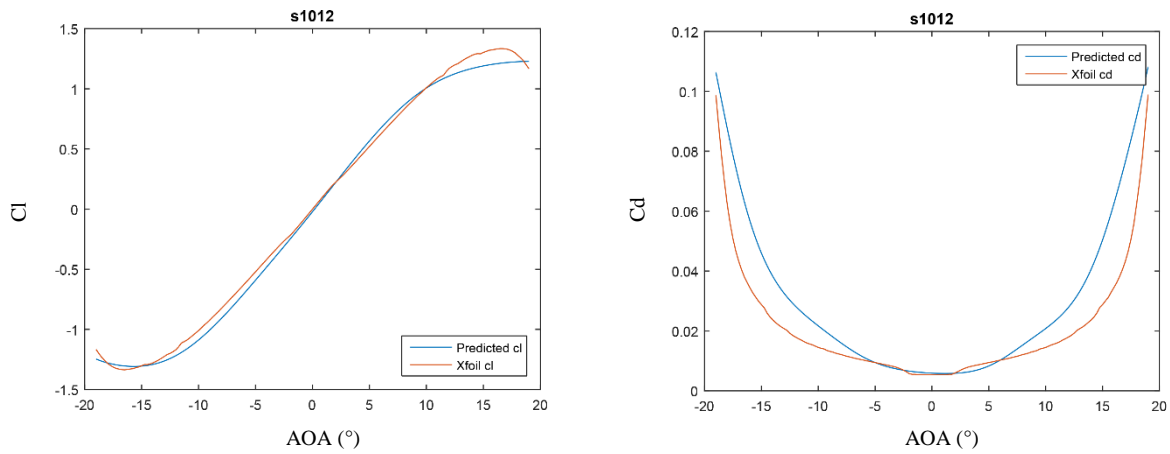 s1012
1.5
1
0.5
0
-0.5
-1
-1.5
Cl
-20 -15 -10 -5 0 5 10 15 20
AOA (°)
Predicted cl
Xfoil cl
s1012
0.12
0.1
0.08
0.06
0.04
0.02
0
Cd
-20 -15 -10 -5 0 5 10 15 20
AOA (°)
Predicted cd
Xfoil cd